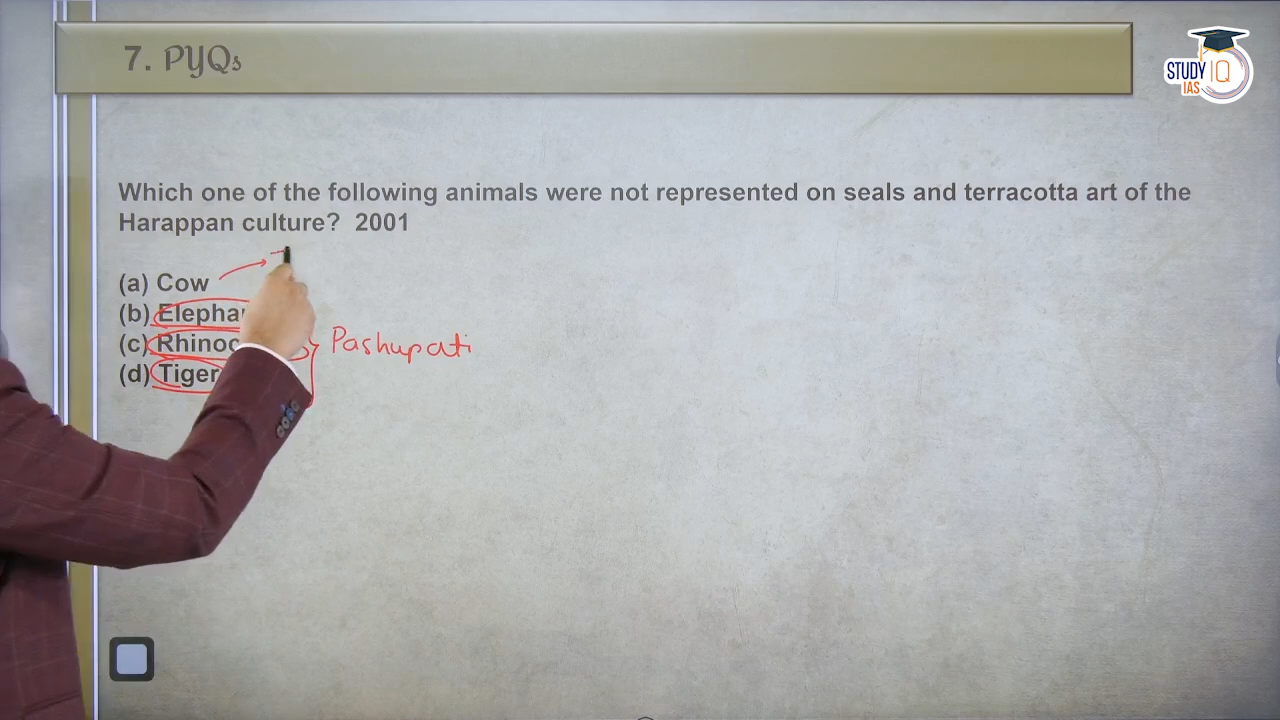 7. PYQs
STUDY IQ
IAS
Which one of the following animals were not represented on seals and terracotta art of the
Harappan culture? 2001
(a) Cow
(b)
(c)
(d) Tiger
Pashupati